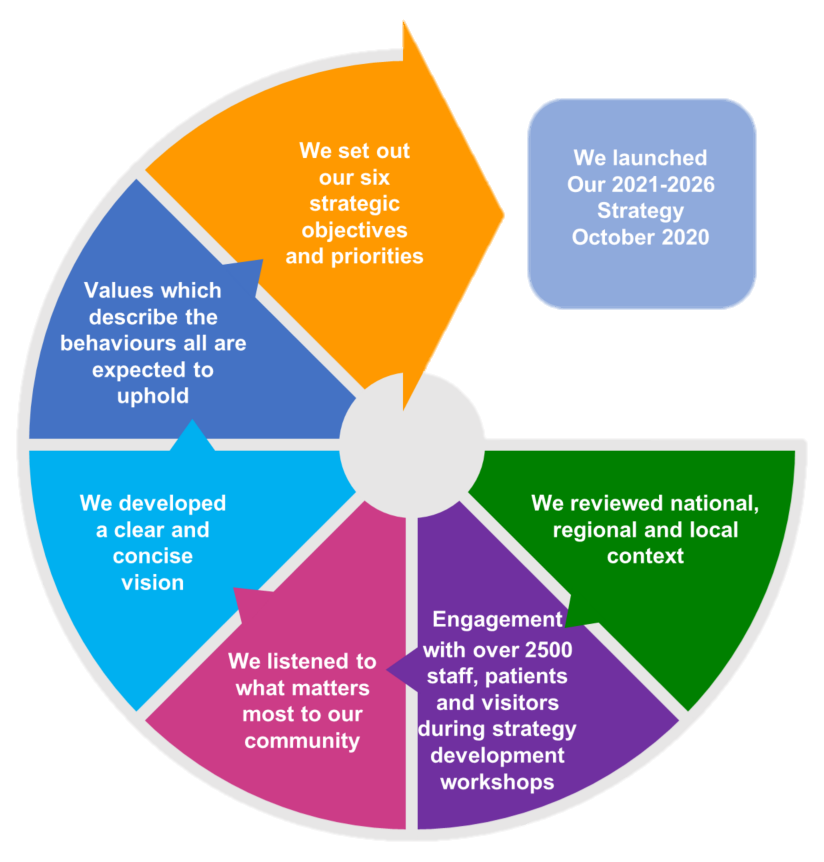 We set out
our six
strategic
objectives
and priorities
We launched
Our 2021-2026
Strategy
October 2020
Values which
describe the
behaviours all are
expected to
uphold
We developed
a clear and
concise
vision
We reviewed national,
regional and local
context
We listened to
what matters
most to our
community
Engagement
with over 2500
staff, patients
and visitors
during strategy
development
workshops